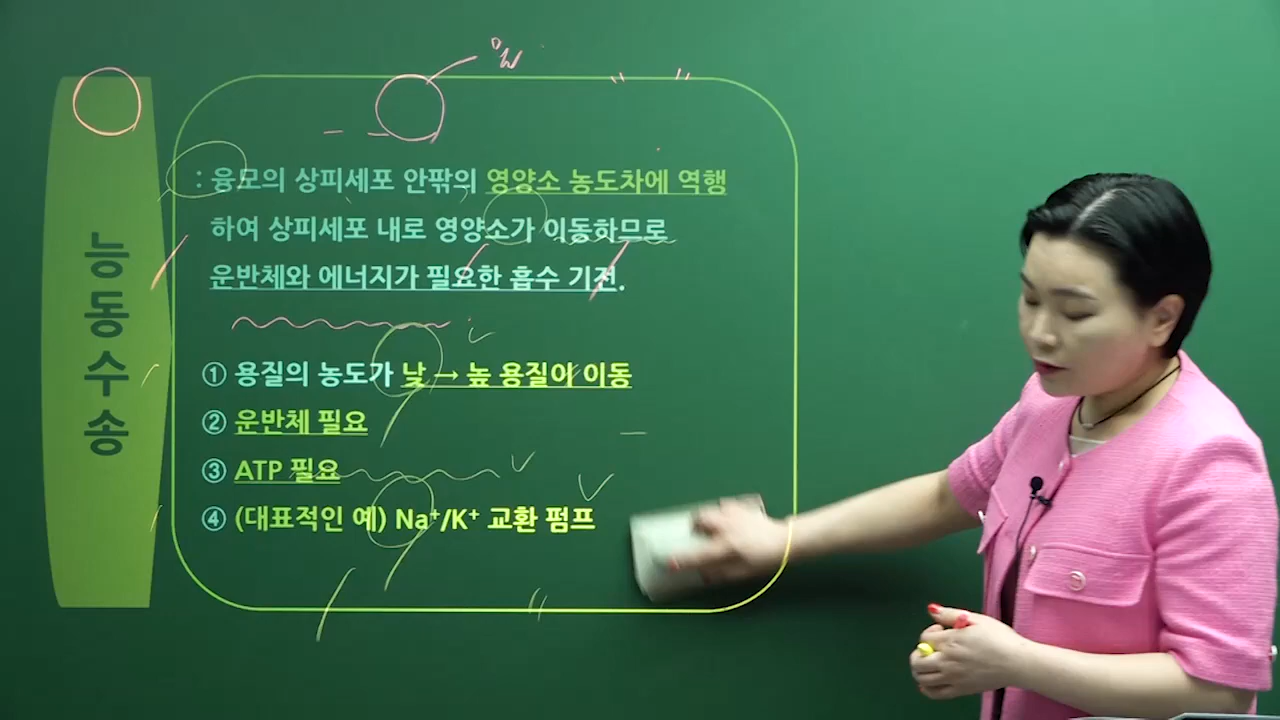 능동수송
: 융모의 상피세포 안팎의 영양소 농도차에 역행
하여 상피세포 내로 영양소가 이동하므로
운반체와 에너지가 필요한 흡수 기전.
① 용질의 농도가 낮 → 높 용질이 이동
② 운반체 필요
③ ATP 필요
④ (대표적인 예) Na⁺/K⁺ 교환 펌프